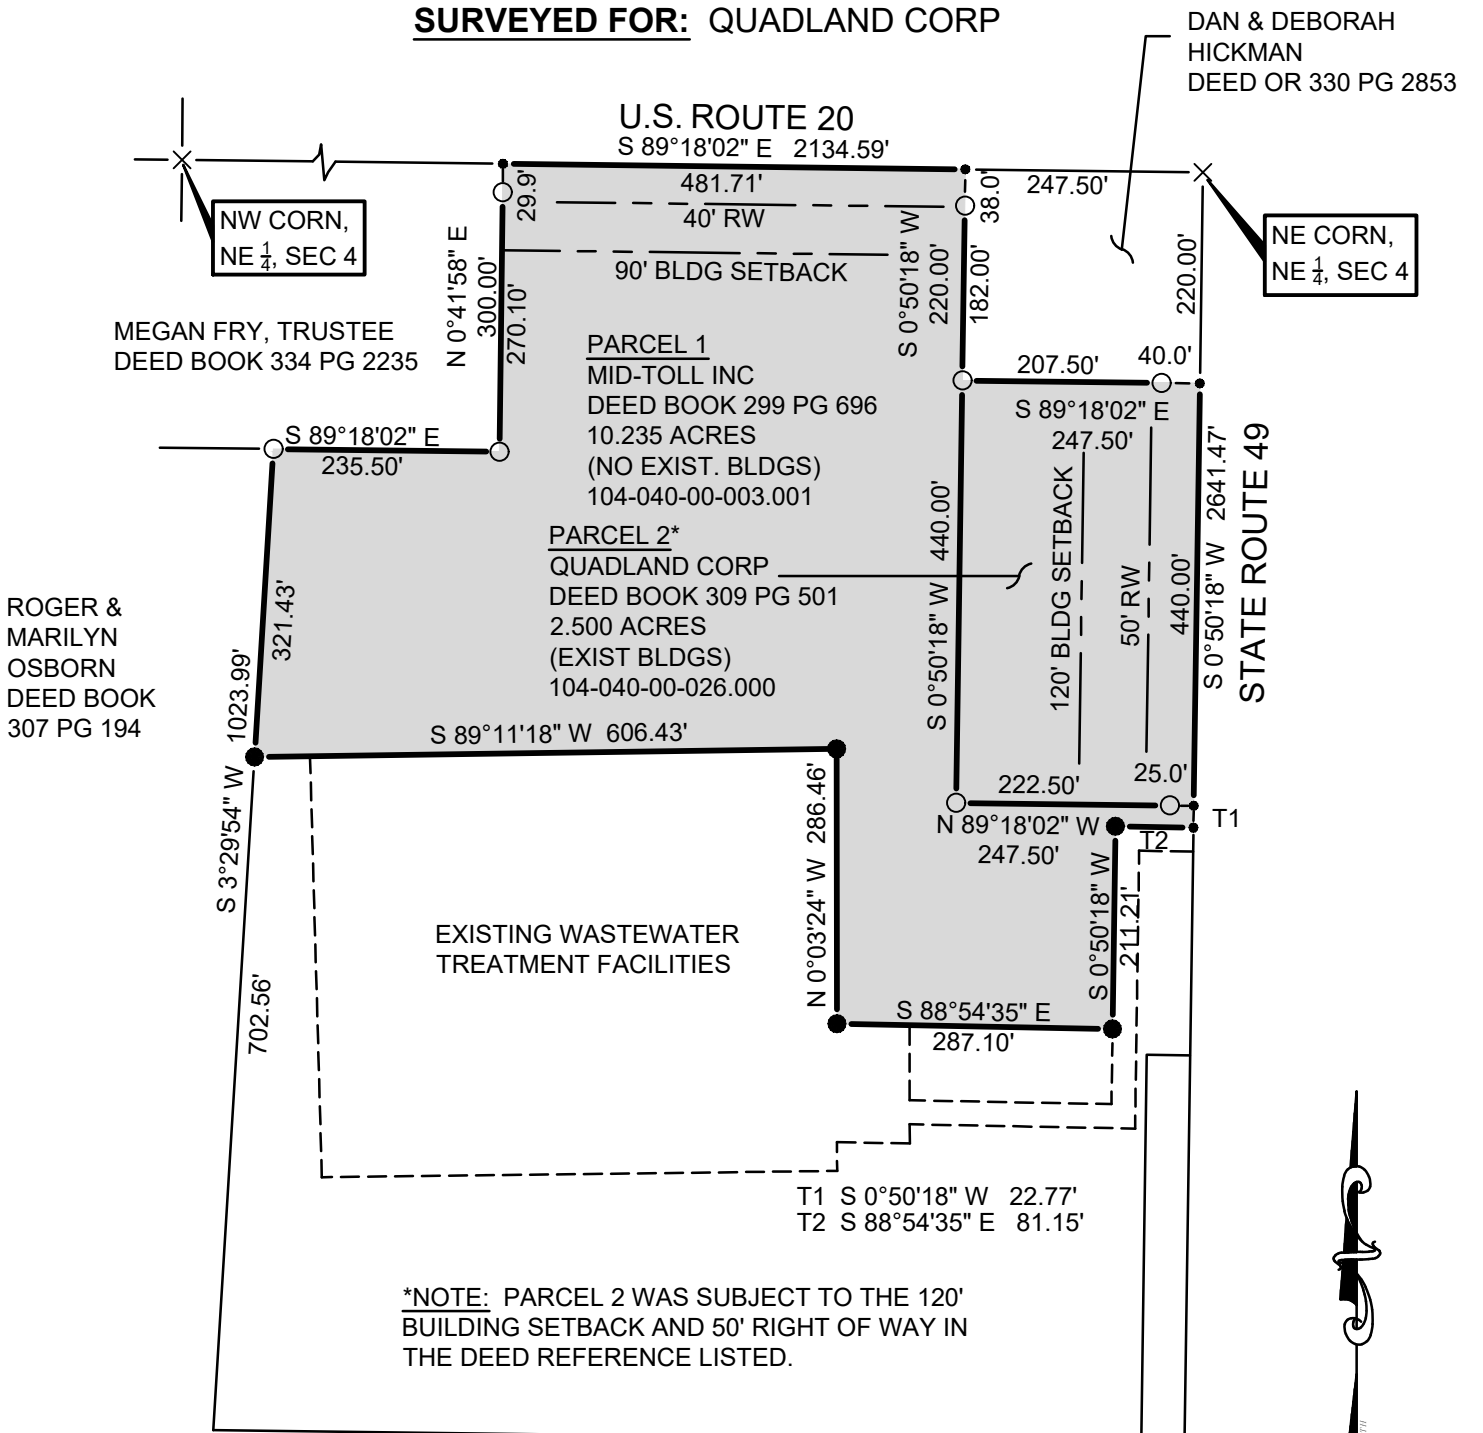 SURVEYED FOR: QUADLAND CORP
DAN & DEBORAH
HICKMAN
DEED OR 330 PG 2853
U.S. ROUTE 20
S 89°18'02" E 2134.59'
481.71'
247.50'
29.9'
38.0'
40' RW
90' BLDG SETBACK
NW CORN,
NE 1/4, SEC 4
NE CORN,
NE 1/4, SEC 4
N 0°41'58" E
300.00'
270.10'
S 0°50'18" W
220.00'
182.00'
220.00'
MEGAN FRY, TRUSTEE
DEED BOOK 334 PG 2235
PARCEL 1
MID-TOLL INC
DEED BOOK 299 PG 696
10.235 ACRES
(NO EXIST. BLDGS)
104-040-00-003.001
207.50'
40.0'
S 89°18'02" E
247.50'
S 89°18'02" E
235.50'
PARCEL 2*
QUADLAND CORP
DEED BOOK 309 PG 501
2.500 ACRES
(EXIST BLDGS)
104-040-00-026.000
440.00'
S 0°50'18" W
120' BLDG SETBACK
50' RW
440.00'
S 0°50'18" W 2641.47'
STATE ROUTE 49
ROGER &
MARILYN
OSBORN
DEED BOOK
307 PG 194
321.43'
S 3°29'54" W 1023.99'
702.56'
S 89°11'18" W 606.43'
N 0°03'24" W 286.46'
222.50'
25.0'
N 89°18'02" W
247.50'
T1
T2
S 0°50'18" W
211.21'
EXISTING WASTEWATER
TREATMENT FACILITIES
S 88°54'35" E
287.10'
T1 S 0°50'18" W 22.77'
T2 S 88°54'35" E 81.15'
*NOTE: PARCEL 2 WAS SUBJECT TO THE 120'
BUILDING SETBACK AND 50' RIGHT OF WAY IN
THE DEED REFERENCE LISTED.